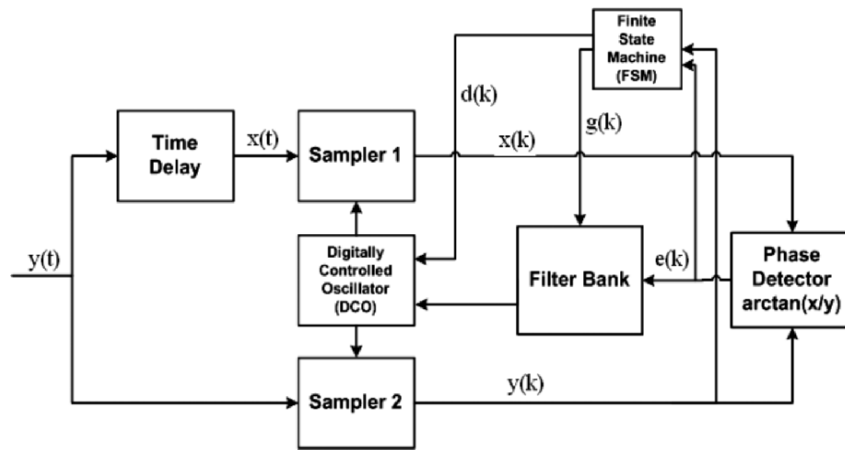 Finite
State
Machine
(FSM)
d(k)
g(k)
Time
Delay
x(t)
Sampler 1
x(k)
y(t)
Digitally
Controlled
Oscillator
(DCO)
Filter Bank
e(k)
Phase
Detector
arctan(x/y)
Sampler 2
y(k)